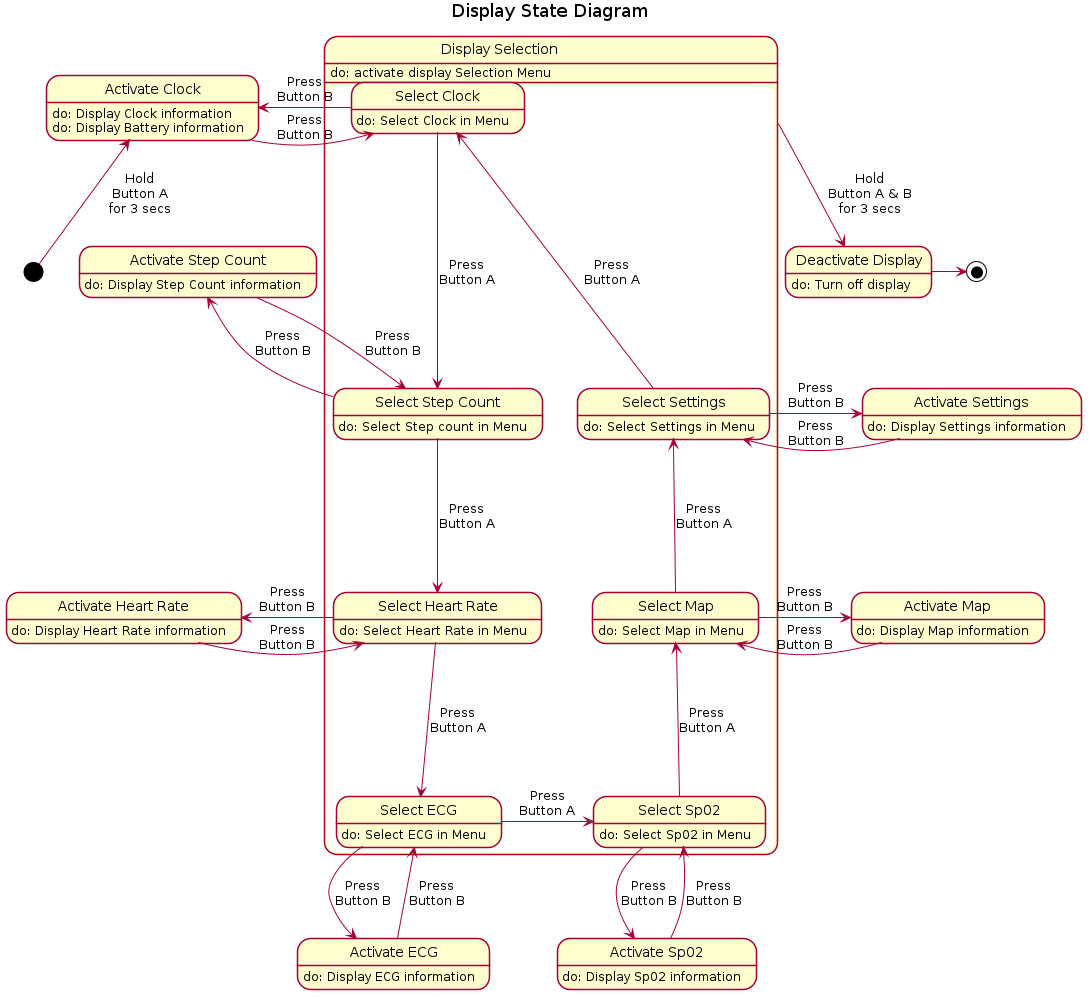 Display State Diagram
Display Selection
do: activate display Selection Menu
Activate Clock
do: Display Clock information
do: Display Battery information
Press
Button B
Select Clock
do: Select Clock in Menu
Press
Button B
Hold
Button A
for 3 secs
Hold
Button A & B
for 3 secs
Activate Step Count
do: Display Step Count information
Press
Button A
Press
Button A
Deactivate Display
do: Turn off display
Press
Button B
Press
Button B
Select Step Count
do: Select Step count in Menu
Select Settings
do: Select Settings in Menu
Press
Button B
Press
Button B
Activate Settings
do: Display Settings information
Press
Button A
Press
Button A
Activate Heart Rate
do: Display Heart Rate information
Press
Button B
Press
Button B
Select Heart Rate
do: Select Heart Rate in Menu
Select Map
do: Select Map in Menu
Press
Button B
Press
Button B
Activate Map
do: Display Map information
Press
Button A
Press
Button A
Select ECG
do: Select ECG in Menu
Press
Button A
Select Sp02
do: Select Sp02 in Menu
Press
Button B
Press
Button B
Press
Button B
Press
Button B
Activate ECG
do: Display ECG information
Activate Sp02
do: Display Sp02 information